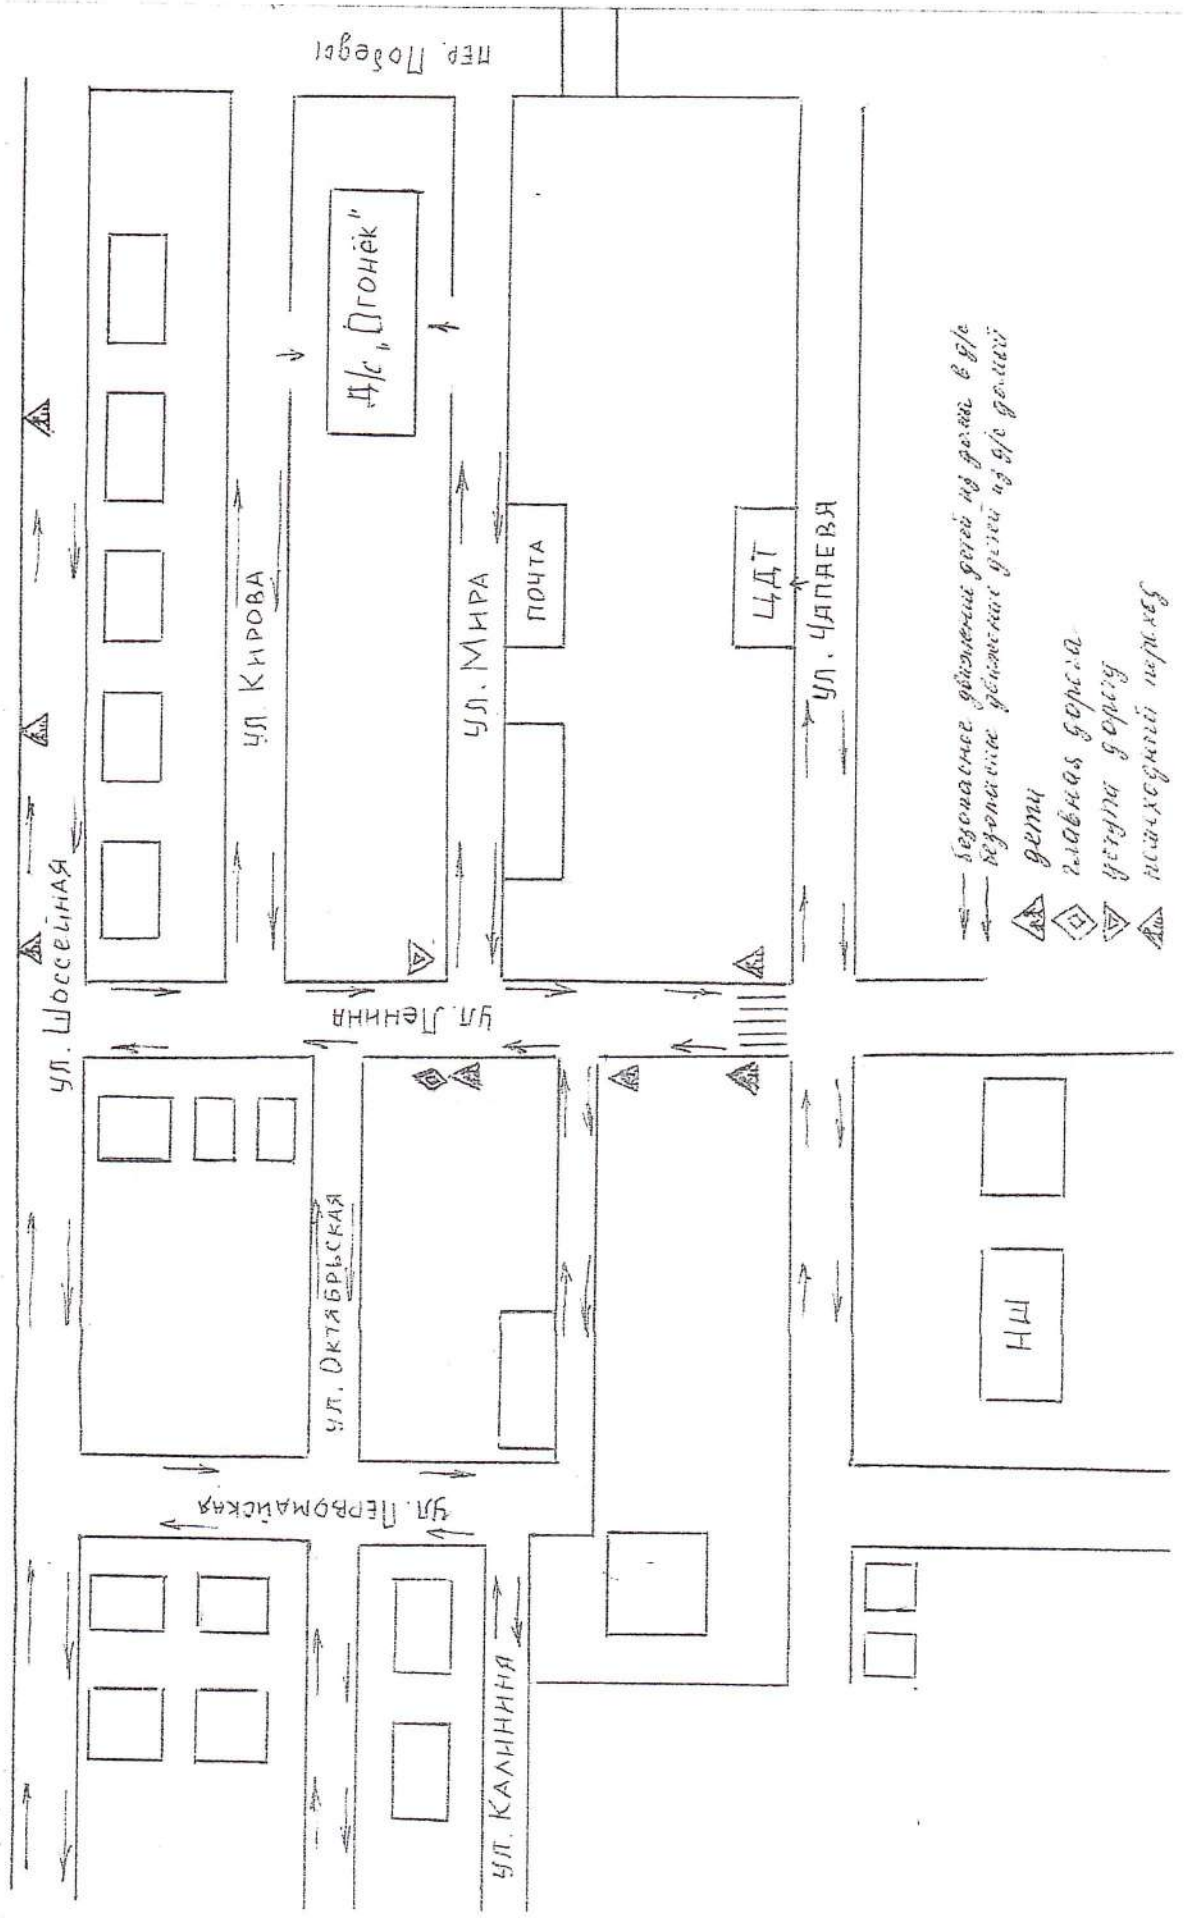 ул. Шоссейная
ул. Кирова
ул. Мира
ул. Чапаева
пер. Победы
Д/с „Огонёк"
ПОЧТА
ЦДТ
ул. Ленина
ул. Октябрьская
ул. Первомайская
ул. Калинина
НШ
безопасное движение детей из дома в д/с
безопасное движение детей из д/с домой
дети
главная дорога
уступи дорогу
пешеходный переход